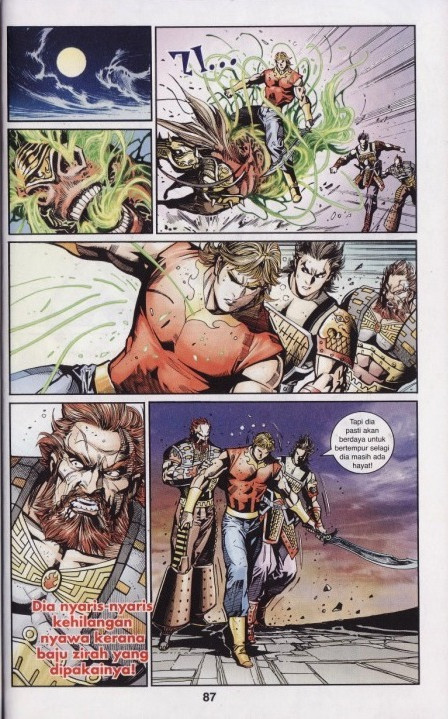 기...
Tapi dia
pasti akan
berdaya untuk
bertempur selagi
dia masih ada
hayat!
Dia nyaris-nyaris
kehilangan
nyawa kerana
baju zirah yang
dipakainya!
87